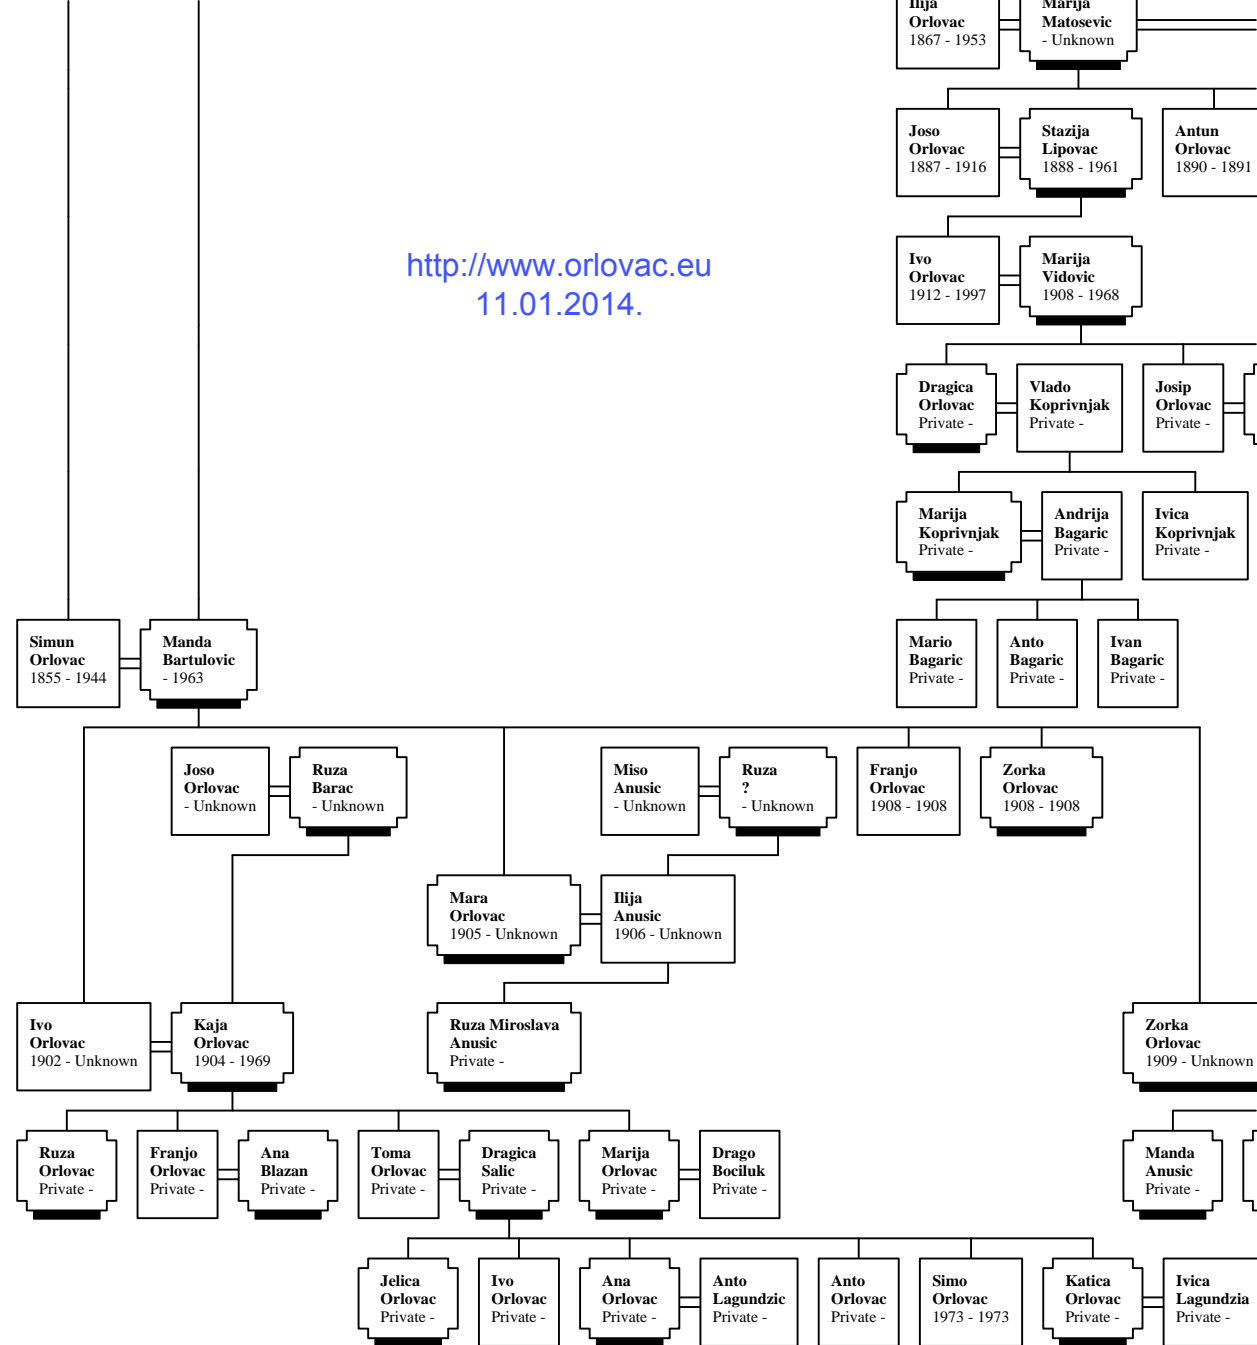 Ilija
Orlovac
1867 - 1953
Marija
Matosevic
- Unknown
Joso
Orlovac
1887 - 1916
Stazija
Lipovac
1888 - 1961
Antun
Orlovac
1890 - 1891
http://www.orlovac.eu
11.01.2014.
Ivo
Orlovac
1912 - 1997
Marija
Vidovic
1908 - 1968
Dragica
Orlovac
Private -
Vlado
Koprivnjak
Private -
Josip
Orlovac
Private -
Marija
Koprivnjak
Private -
Andrija
Bagaric
Private -
Ivica
Koprivnjak
Private -
Simun
Orlovac
1855 - 1944
Manda
Bartulovic
- 1963
Mario
Bagaric
Private -
Anto
Bagaric
Private -
Ivan
Bagaric
Private -
Joso
Orlovac
- Unknown
Ruza
Barac
- Unknown
Miso
Anusic
- Unknown
Ruza
?
- Unknown
Franjo
Orlovac
1908 - 1908
Zorka
Orlovac
1908 - 1908
Mara
Orlovac
1905 - Unknown
Ilija
Anusic
1906 - Unknown
Ivo
Orlovac
1902 - Unknown
Kaja
Orlovac
1904 - 1969
Ruza Miroslava
Anusic
Private -
Zorka
Orlovac
1909 - Unknown
Ruza
Orlovac
Private -
Franjo
Orlovac
Private -
Ana
Blazan
Private -
Toma
Orlovac
Private -
Dragica
Salic
Private -
Marija
Orlovac
Private -
Drago
Bociluk
Private -
Manda
Anusic
Private -
Jelica
Orlovac
Private -
Ivo
Orlovac
Private -
Ana
Orlovac
Private -
Anto
Lagundzic
Private -
Anto
Orlovac
Private -
Simo
Orlovac
1973 - 1973
Katica
Orlovac
Private -
Ivica
Lagundzia
Private -